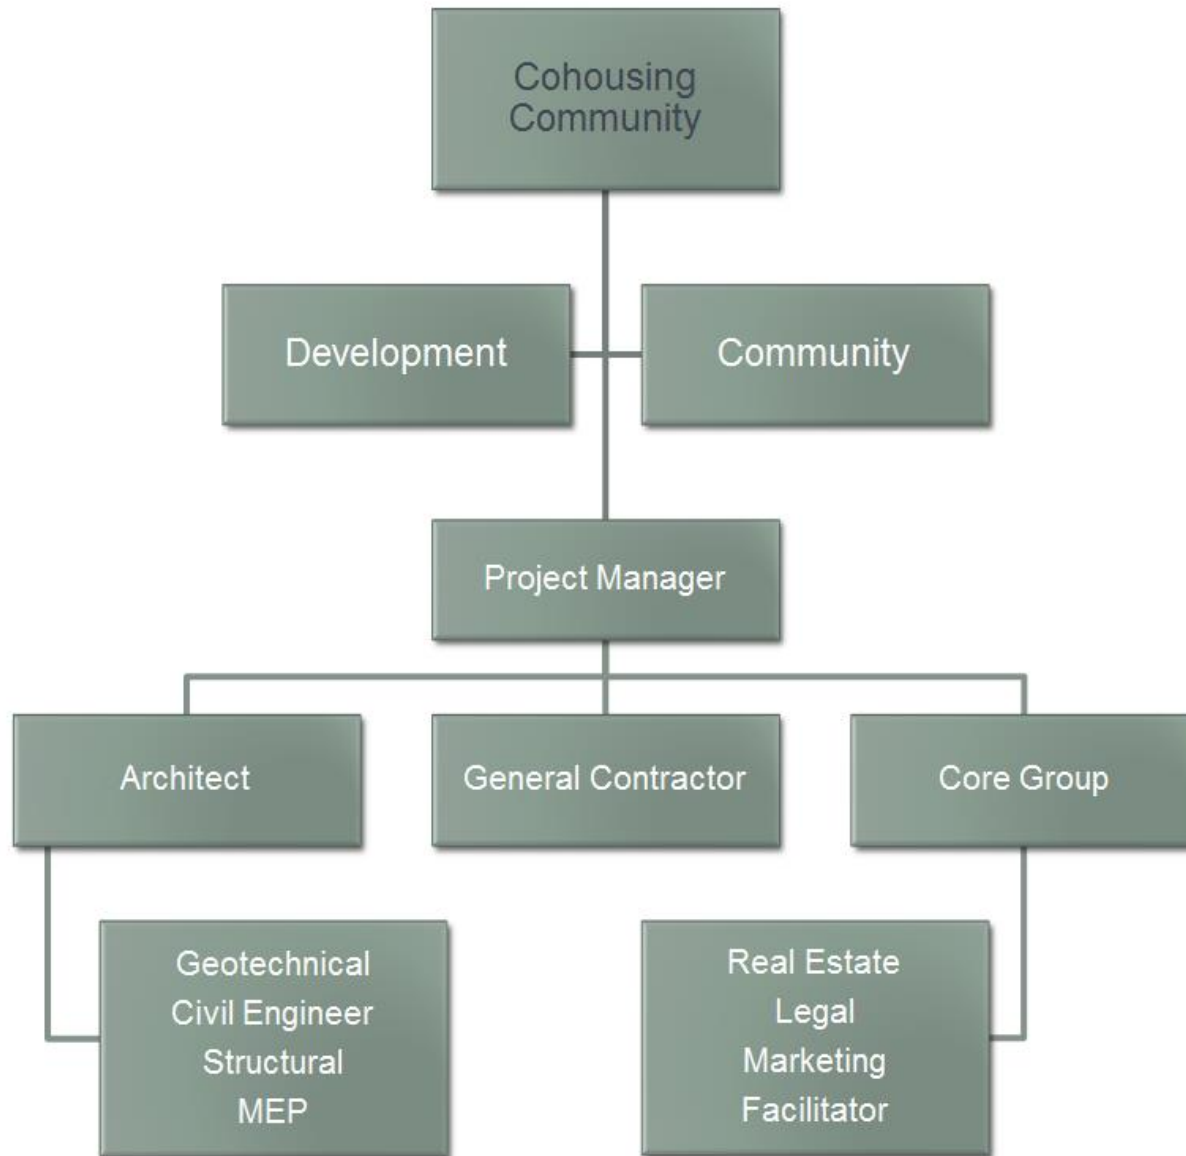 Cohousing
Community
Development
Community
Project Manager
Architect
General Contractor
Core Group
Geotechnical
Civil Engineer
Structural
MEP
Real Estate
Legal
Marketing
Facilitator